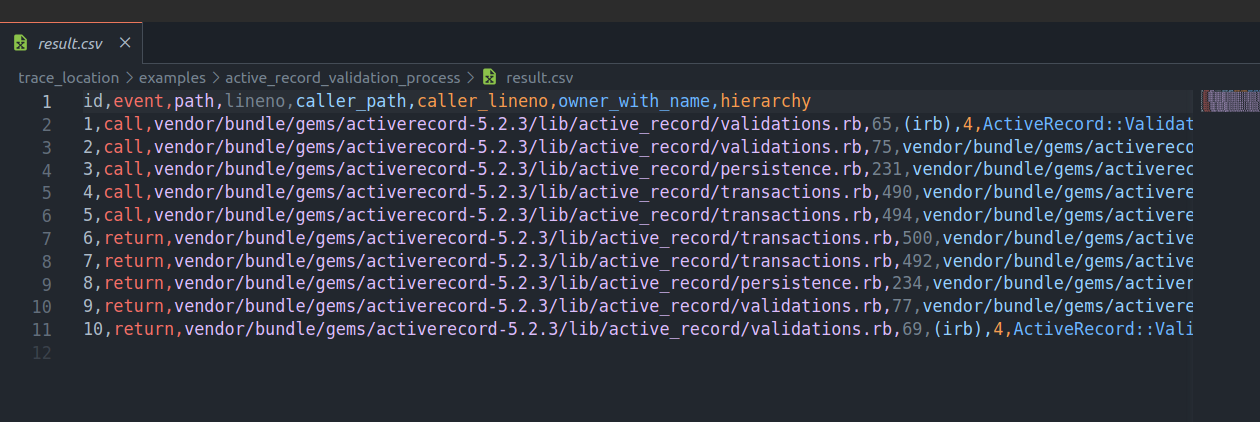 result.csv
trace_location > examples > active_record_validation_process > result.csv
1 id,event,path,lineno,caller_path,caller_lineno,owner_with_name,hierarchy
2 1,call,vendor/bundle/gems/activerecord-5.2.3/lib/active_record/validations.rb,65,(irb),4,ActiveRecord::Validat
3 2,call,vendor/bundle/gems/activerecord-5.2.3/lib/active_record/validations.rb,75,vendor/bundle/gems/activereco
4 3,call,vendor/bundle/gems/activerecord-5.2.3/lib/active_record/persistence.rb,231,vendor/bundle/gems/activerec
5 4,call,vendor/bundle/gems/activerecord-5.2.3/lib/active_record/transactions.rb,490,vendor/bundle/gems/activere
6 5,call,vendor/bundle/gems/activerecord-5.2.3/lib/active_record/transactions.rb,494,vendor/bundle/gems/activere
7 6,return,vendor/bundle/gems/activerecord-5.2.3/lib/active_record/transactions.rb,500,vendor/bundle/gems/active
8 7,return,vendor/bundle/gems/activerecord-5.2.3/lib/active_record/transactions.rb,492,vendor/bundle/gems/active
9 8,return,vendor/bundle/gems/activerecord-5.2.3/lib/active_record/persistence.rb,234,vendor/bundle/gems/activer
10 9,return,vendor/bundle/gems/activerecord-5.2.3/lib/active_record/validations.rb,77,vendor/bundle/gems/activere
11 10,return,vendor/bundle/gems/activerecord-5.2.3/lib/active_record/validations.rb,69,(irb),4,ActiveRecord::Vali
12